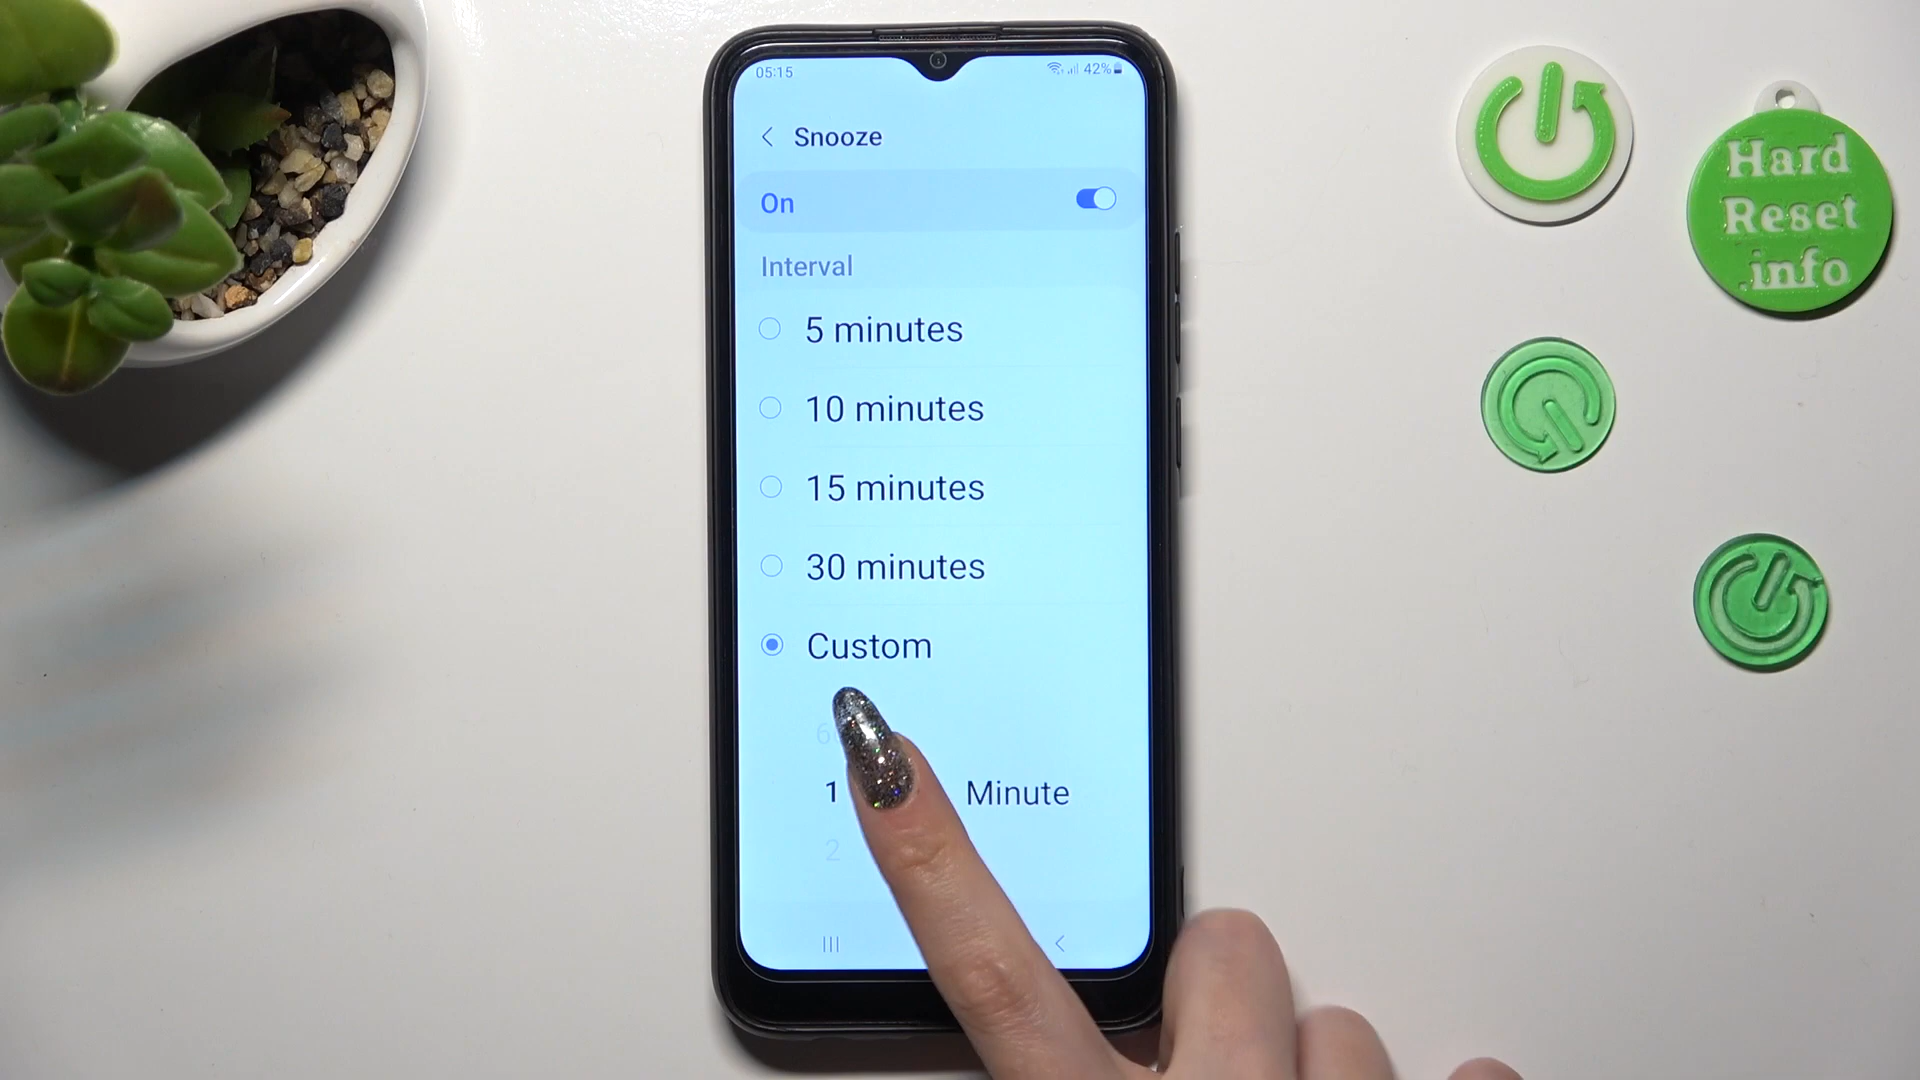 05:15
42%
Snooze
On
Interval
5 minutes
10 minutes
15 minutes
30 minutes
Custom
1 Minute
2
Hard
Reset
.info